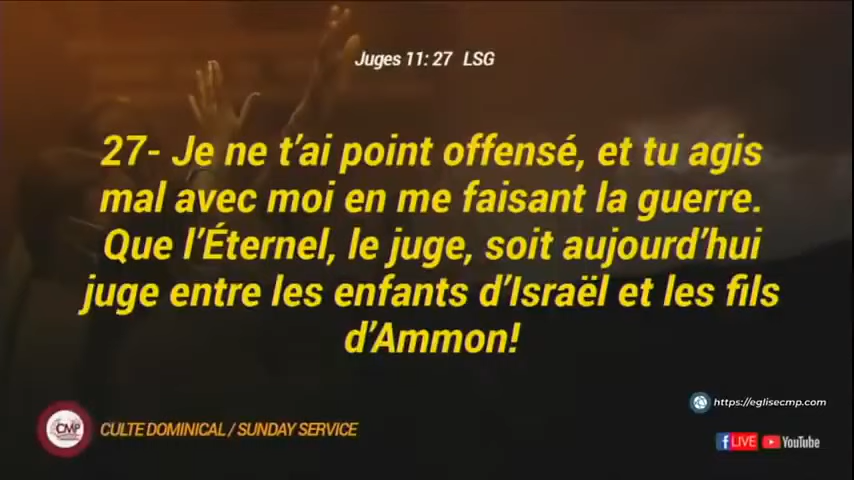 Juges 11: 27 LSG
27- Je ne t’ai point offensé, et tu agis
mal avec moi en me faisant la guerre.
Que l’Éternel, le juge, soit aujourd’hui
juge entre les enfants d’Israël et les fils
d’Ammon!
https://eglisecmp.com
CMP
CULTE DOMINICAL / SUNDAY SERVICE
f LIVE YouTube